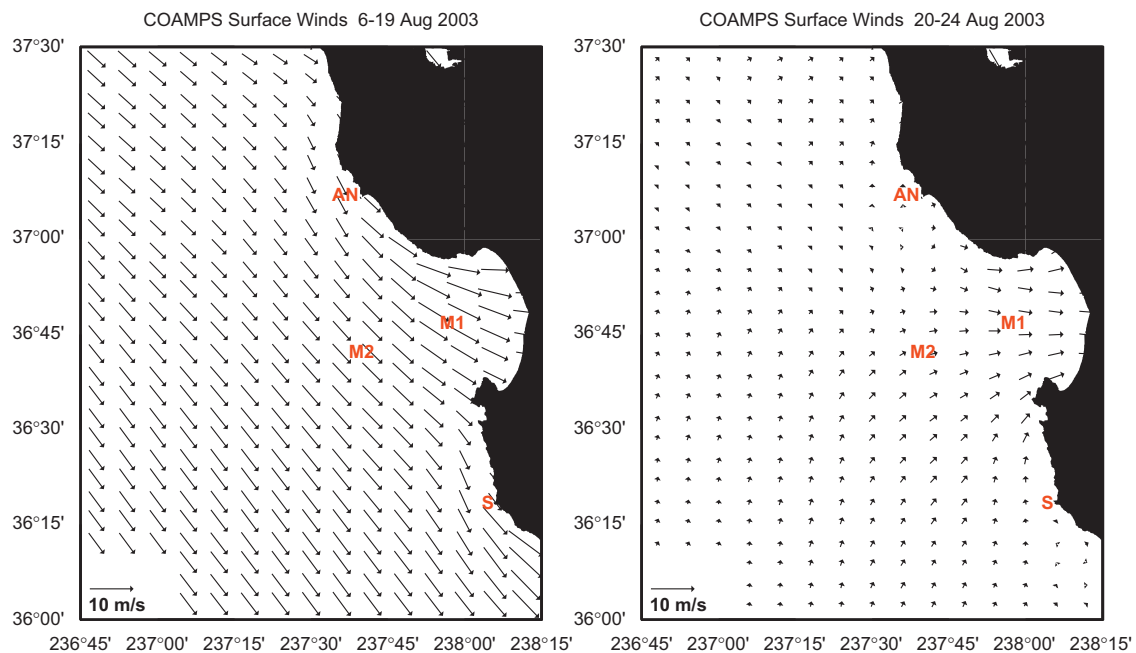 COAMPS Surface Winds 6-19 Aug 2003
37°30'
37°15'
37°00'
36°45'
36°30'
36°15'
36°00'
AN
M1
M2
S
10 m/s
236°45' 237°00' 237°15' 237°30' 237°45' 238°00' 238°15'
COAMPS Surface Winds 20-24 Aug 2003
37°30'
37°15'
37°00'
36°45'
36°30'
36°15'
36°00'
AN
M1
M2
S
10 m/s
236°45' 237°00' 237°15' 237°30' 237°45' 238°00' 238°15'